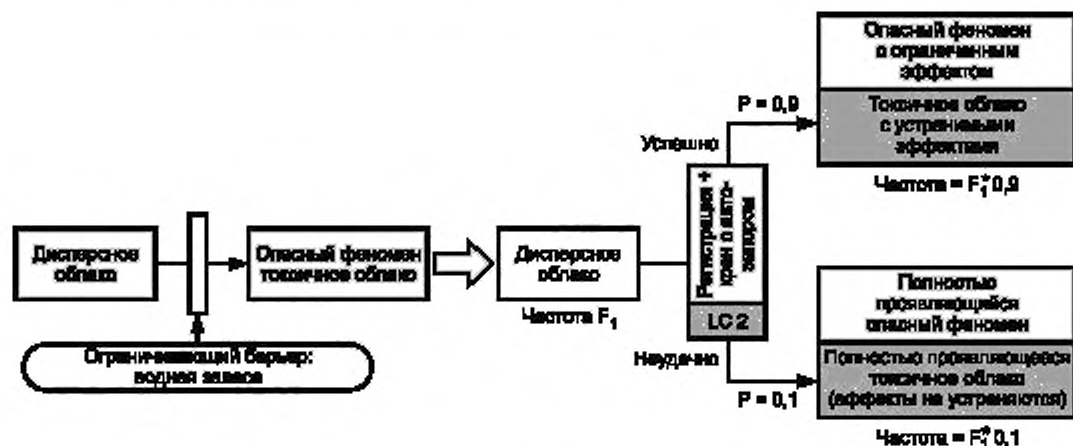 Дисперсное
облако
Ограничивающий барьер:
водная завеса
Опасный феномен
токсичное облако
Дисперсное
облако
Частота F₁
Регистрация +
кран с авто-
запором
LC 2
Успешно
P = 0,9
Опасный феномен
с ограниченным
эффектом
Токсичное облако
с устранимыми
эффектами
Частота = F₁*0,9
Неудачно
P = 0,1
Полностью
проявляющийся
опасный феномен
Полностью проявляющееся
токсичное облако
(эффекты не устраняются)
Частота = F₁*0,1